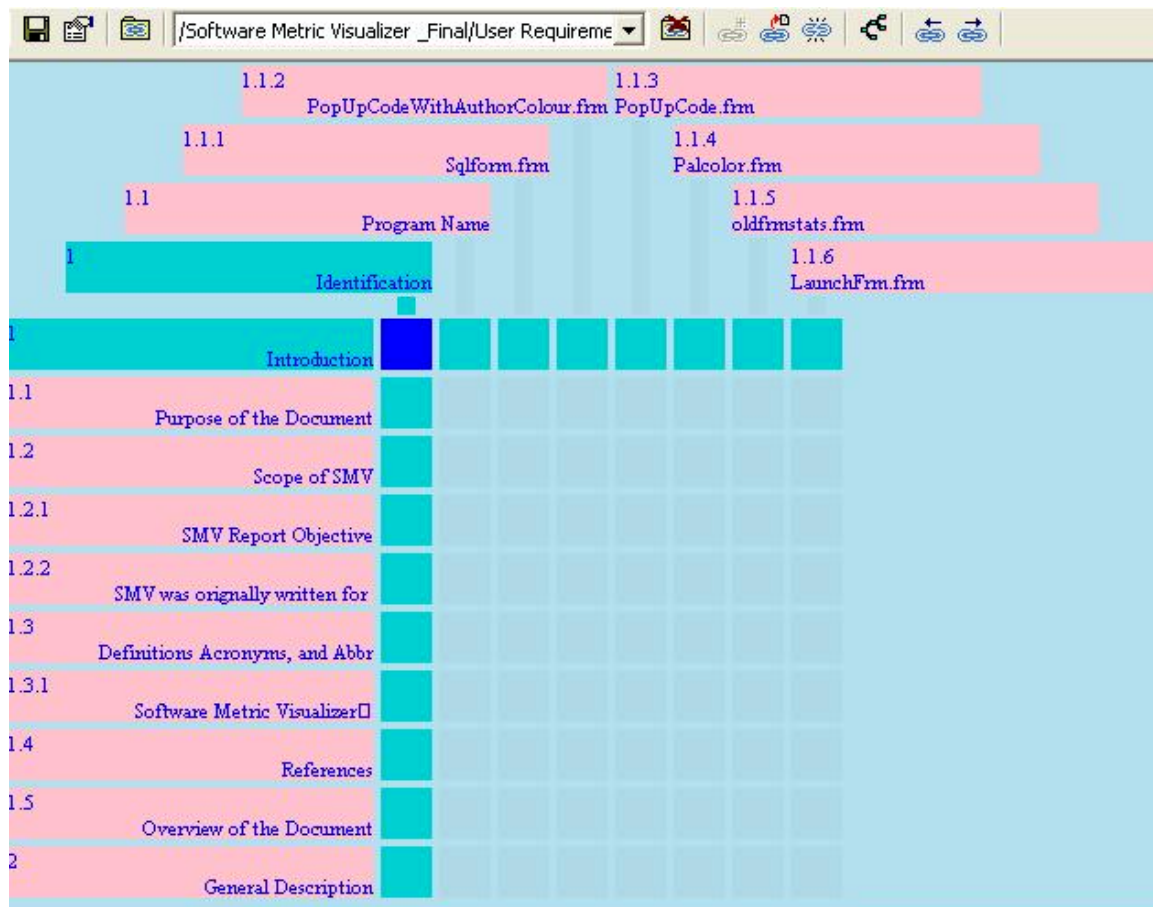 /Software Metric Visualizer _Final/User Requireme
1.1.2
PopUpCodeWithAuthorColour.frm
1.1.3
PopUpCode.frm
1.1.1
Sqlform.frm
1.1.4
Palcolor.frm
1.1
Program Name
1.1.5
oldfrmstats.frm
1
Identification
1.1.6
LaunchFrm.frm
1
Introduction
1.1
Purpose of the Document
1.2
Scope of SMV
1.2.1
SMV Report Objective
1.2.2
SMV was orignally written for
1.3
Definitions Acronyms, and Abbr
1.3.1
Software Metric Visualizer□
1.4
References
1.5
Overview of the Document
2
General Description